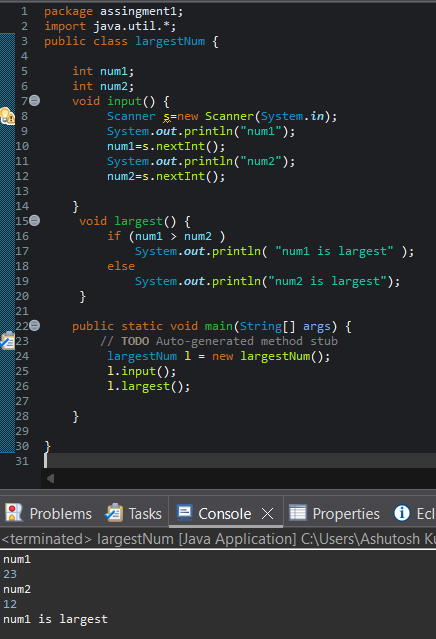 1 package assingment1;
2 import java.util.*;
3 public class largestNum {
4
5 int num1;
6 int num2;
7 void input() {
8 Scanner s=new Scanner(System.in);
9 System.out.println("num1");
10 num1=s.nextInt();
11 System.out.println("num2");
12 num2=s.nextInt();
13
14 }
15 void largest() {
16 if (num1 > num2 )
17 System.out.println( "num1 is largest" );
18 else
19 System.out.println("num2 is largest");
20 }
21
22 public static void main(String[] args) {
23 // TODO Auto-generated method stub
24 largestNum l = new largestNum();
25 l.input();
26 l.largest();
27
28 }
29
30 }
31
Problems Tasks Console Properties Ecl
<terminated> largestNum [Java Application] C:\Users\Ashutosh Ku
num1
23
num2
12
num1 is largest